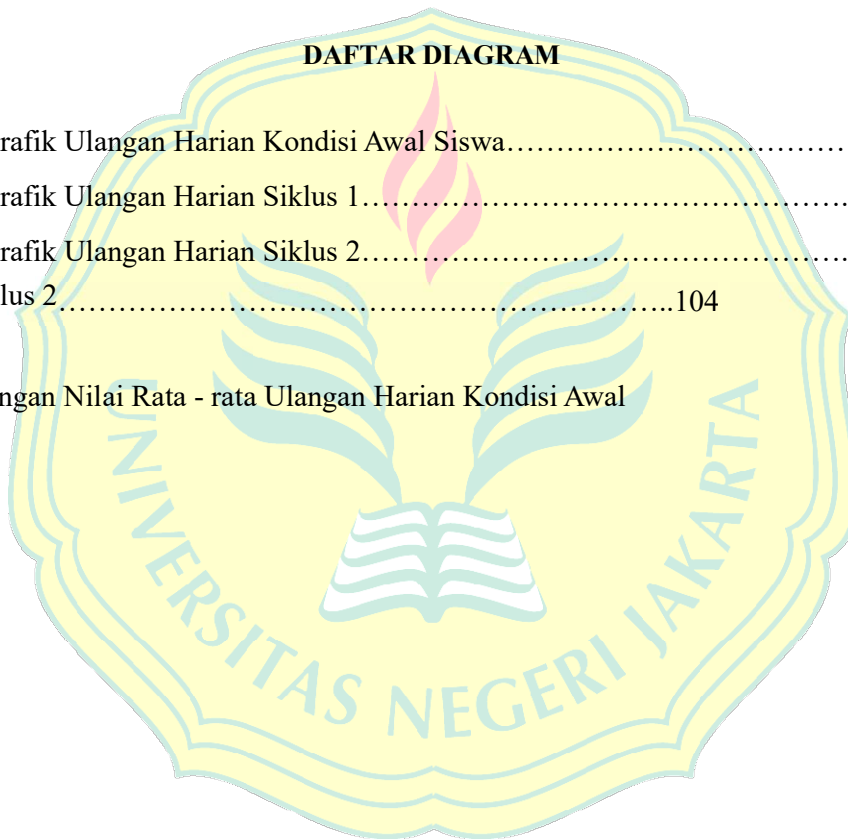 DAFTAR DIAGRAM
rafik Ulangan Harian Kondisi Awal Siswa……………………………
rafik Ulangan Harian Siklus 1………………………………………….
rafik Ulangan Harian Siklus 2………………………………………….
lus 2……………………………………………………..104
ngan Nilai Rata - rata Ulangan Harian Kondisi Awal
UNIVERSITAS NEGERI JAKARTA